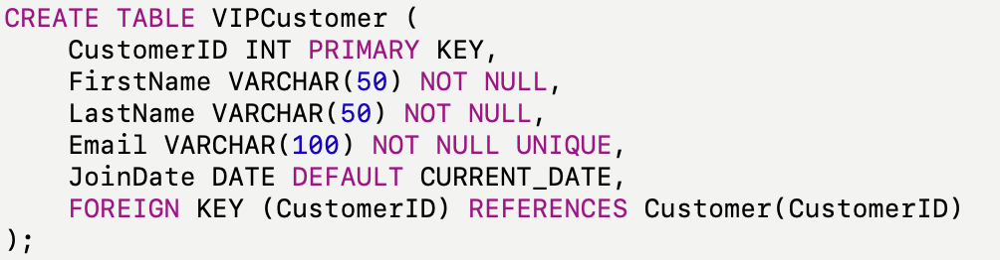 CREATE TABLE VIPCustomer (
    CustomerID INT PRIMARY KEY,
    FirstName VARCHAR(50) NOT NULL,
    LastName VARCHAR(50) NOT NULL,
    Email VARCHAR(100) NOT NULL UNIQUE,
    JoinDate DATE DEFAULT CURRENT_DATE,
    FOREIGN KEY (CustomerID) REFERENCES Customer(CustomerID)
);